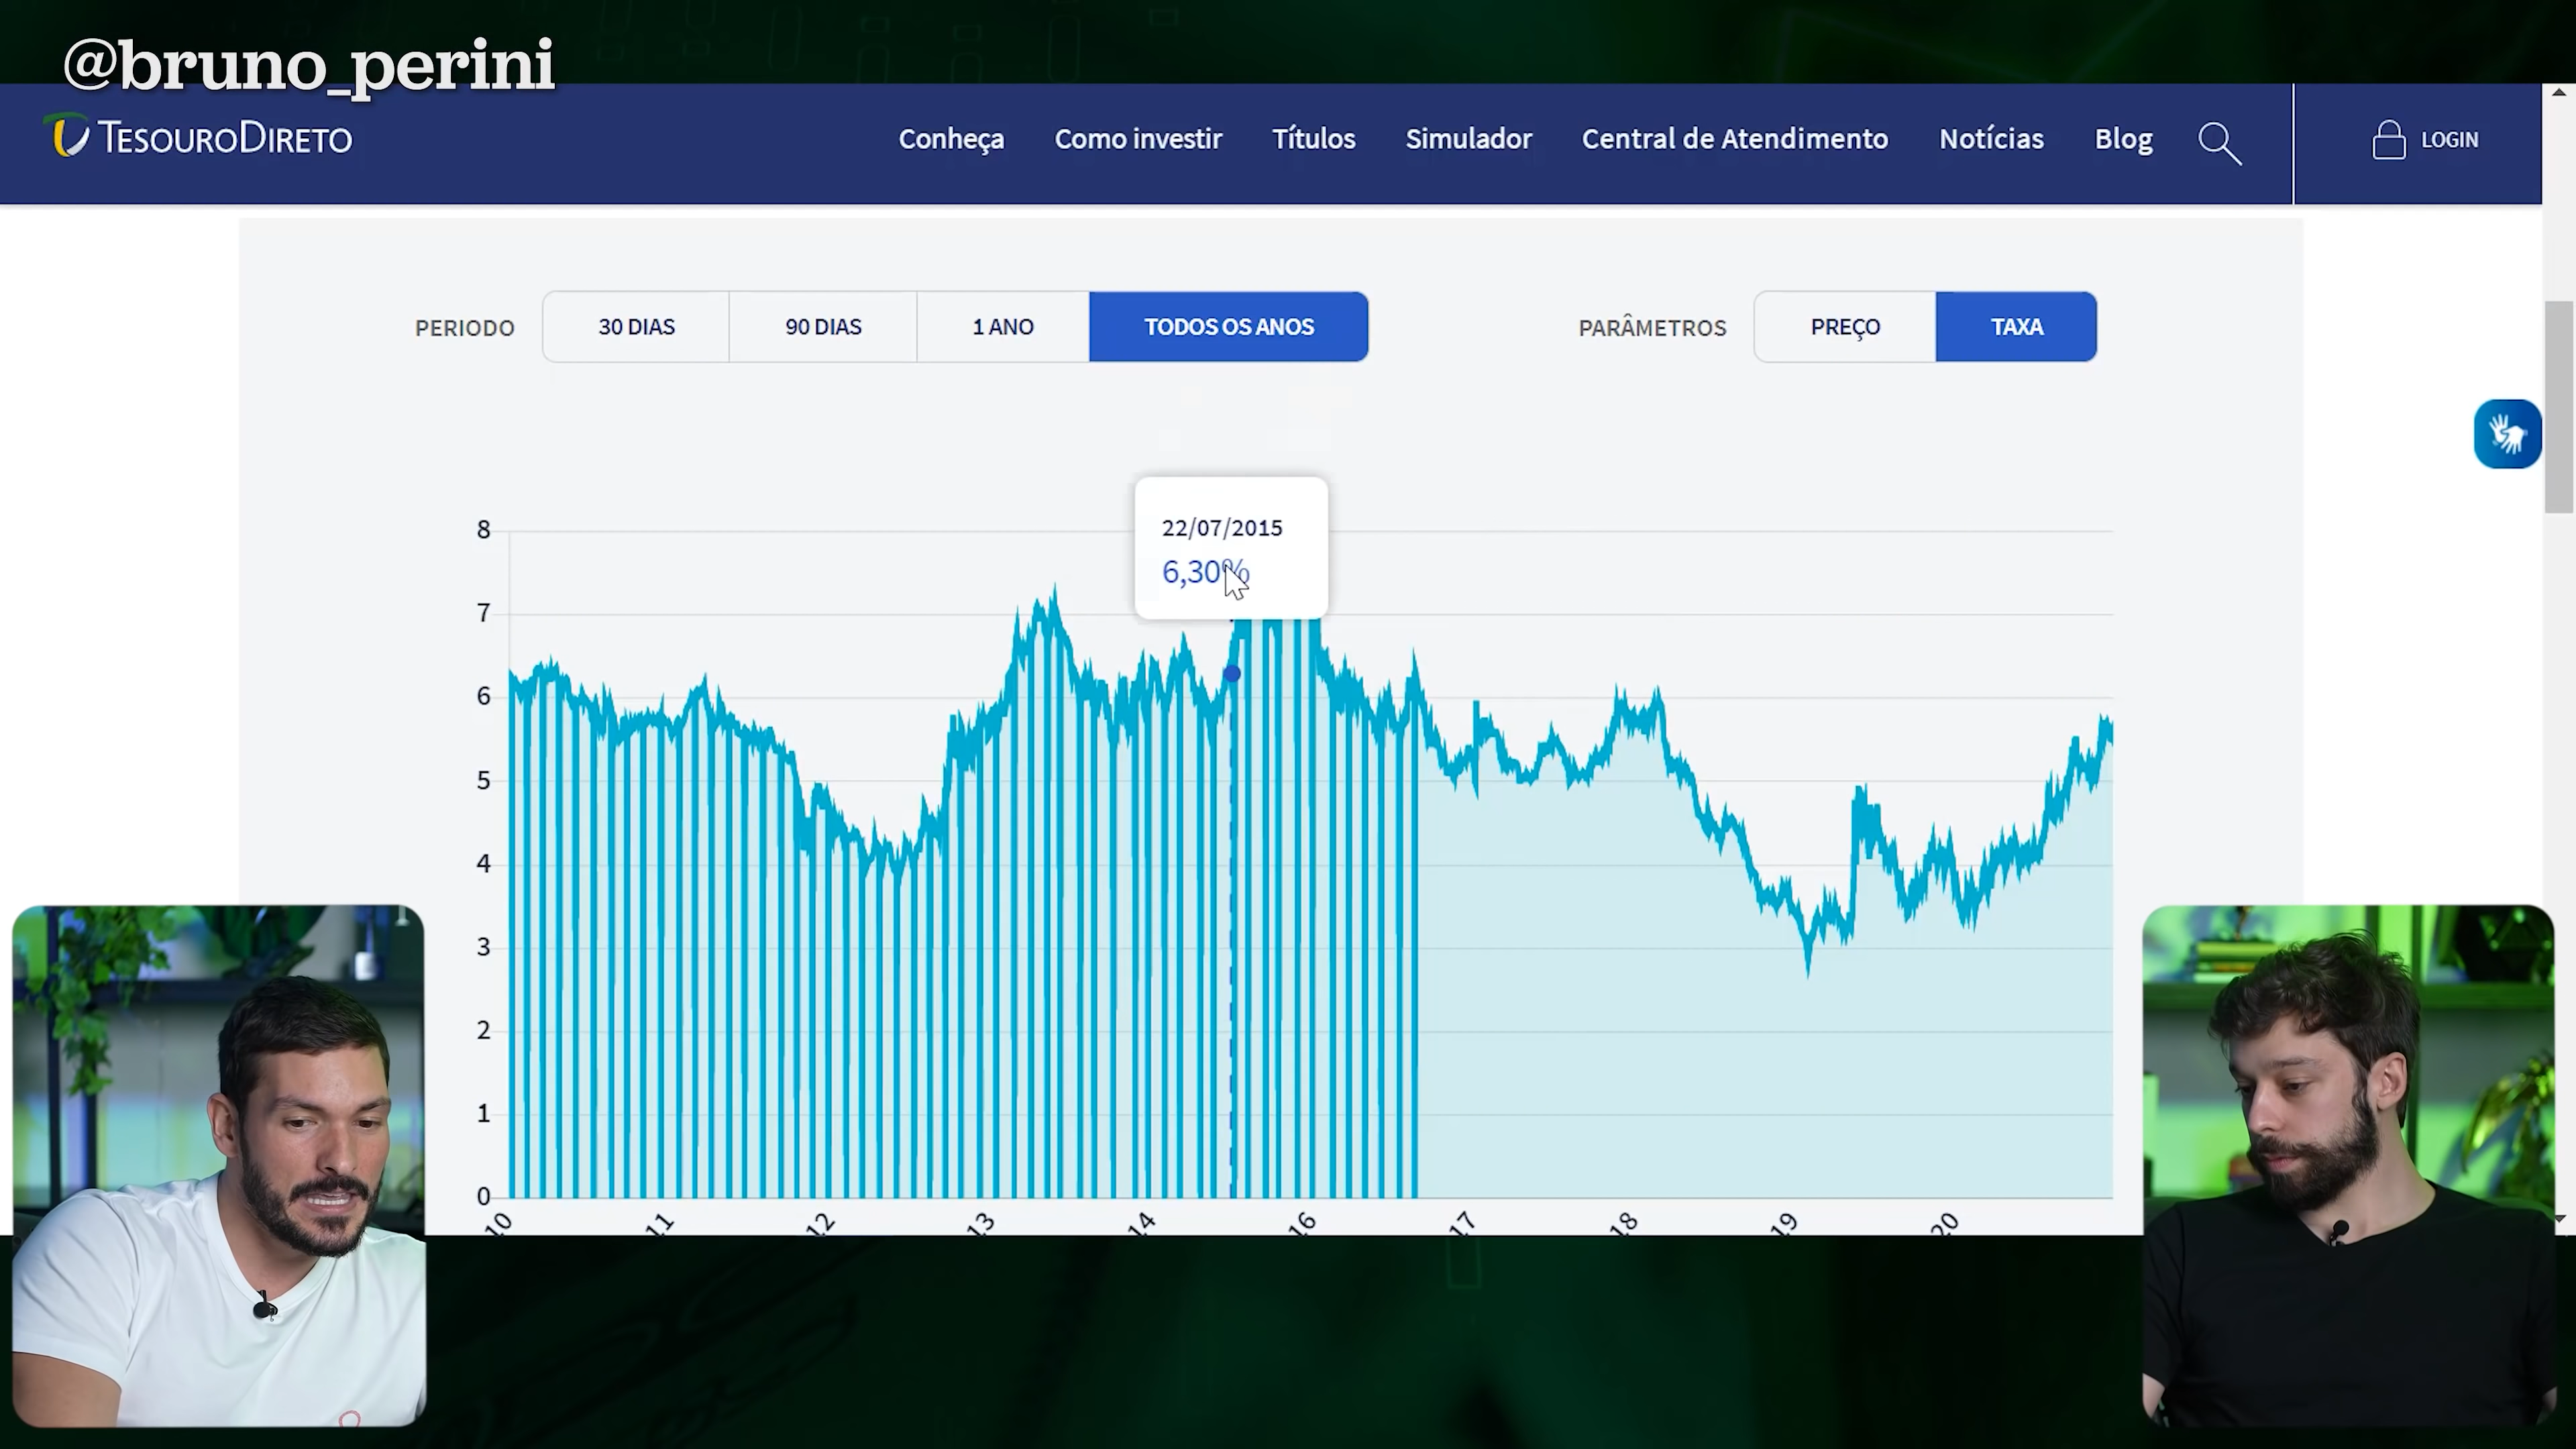 @bruno_perini
TESOURODIRETO
Conheça Como investir Títulos Simulador Central de Atendimento Notícias Blog LOGIN
PERIODO 30 DIAS 90 DIAS 1 ANO TODOS OS ANOS PARÂMETROS PREÇO TAXA
22/07/2015
6,30%
8
7
6
5
4
3
2
1
0
10 11 12 13 14 16 17 18 19 20